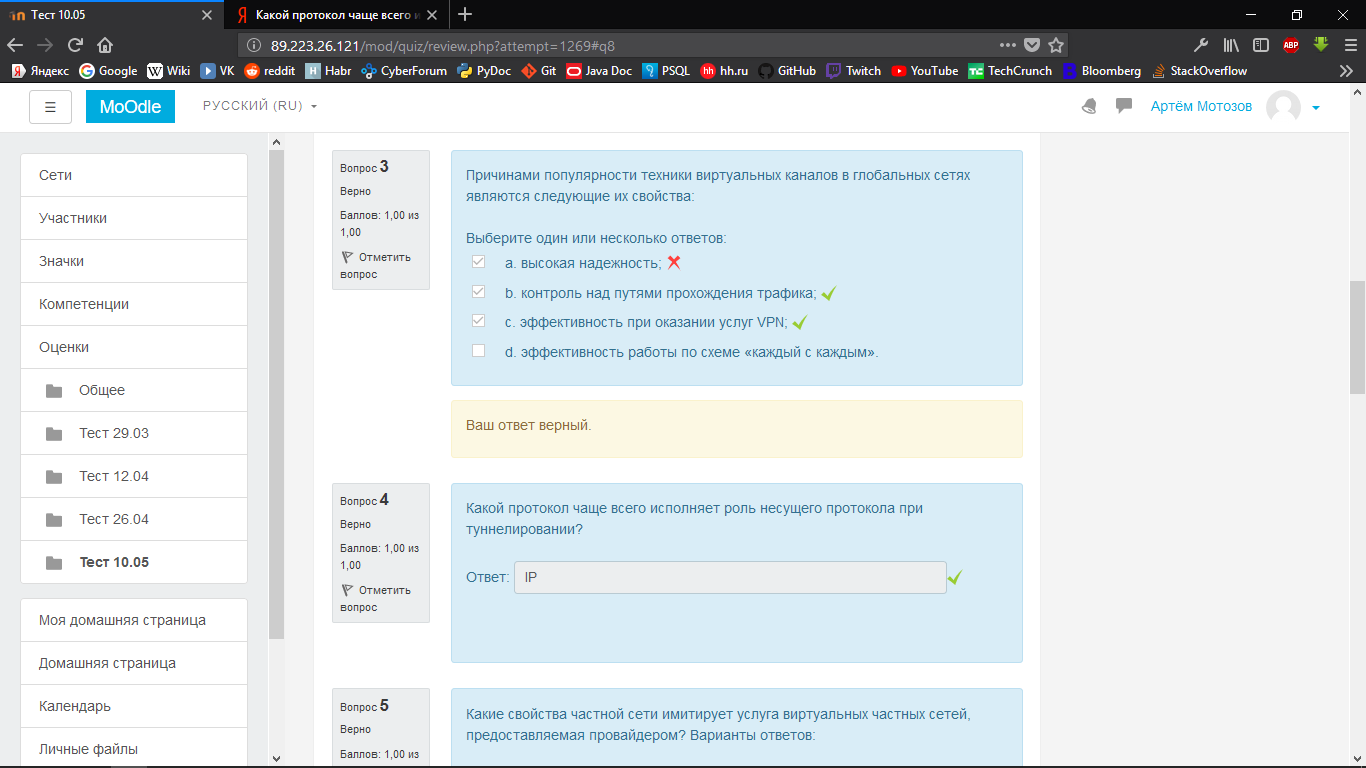 Тест 10.05
Какой протокол чаще всего и
89.223.26.121/mod/quiz/review.php?attempt=1269#q8
ABP
Яндекс Google Wiki VK reddit Habr CyberForum PyDoc Git Java Doc PSQL hh.ru GitHub Twitch YouTube TechCrunch Bloomberg StackOverflow
MoOdle
РУССКИЙ (RU)
Артём Мотозов
Сети
Участники
Значки
Компетенции
Оценки
Общее
Тест 29.03
Тест 12.04
Тест 26.04
Тест 10.05
Моя домашняя страница
Домашняя страница
Календарь
Личные файлы
Вопрос 3
Верно
Баллов: 1,00 из
1,00
Отметить
вопрос
Причинами популярности техники виртуальных каналов в глобальных сетях
являются следующие их свойства:
Выберите один или несколько ответов:
a. высокая надежность;
b. контроль над путями прохождения трафика;
c. эффективность при оказании услуг VPN;
d. эффективность работы по схеме «каждый с каждым».
Ваш ответ верный.
Вопрос 4
Верно
Баллов: 1,00 из
1,00
Отметить
вопрос
Какой протокол чаще всего исполняет роль несущего протокола при
туннелировании?
Ответ: IP
Вопрос 5
Верно
Баллов: 1,00 из
Какие свойства частной сети имитирует услуга виртуальных частных сетей,
предоставляемая провайдером? Варианты ответов: